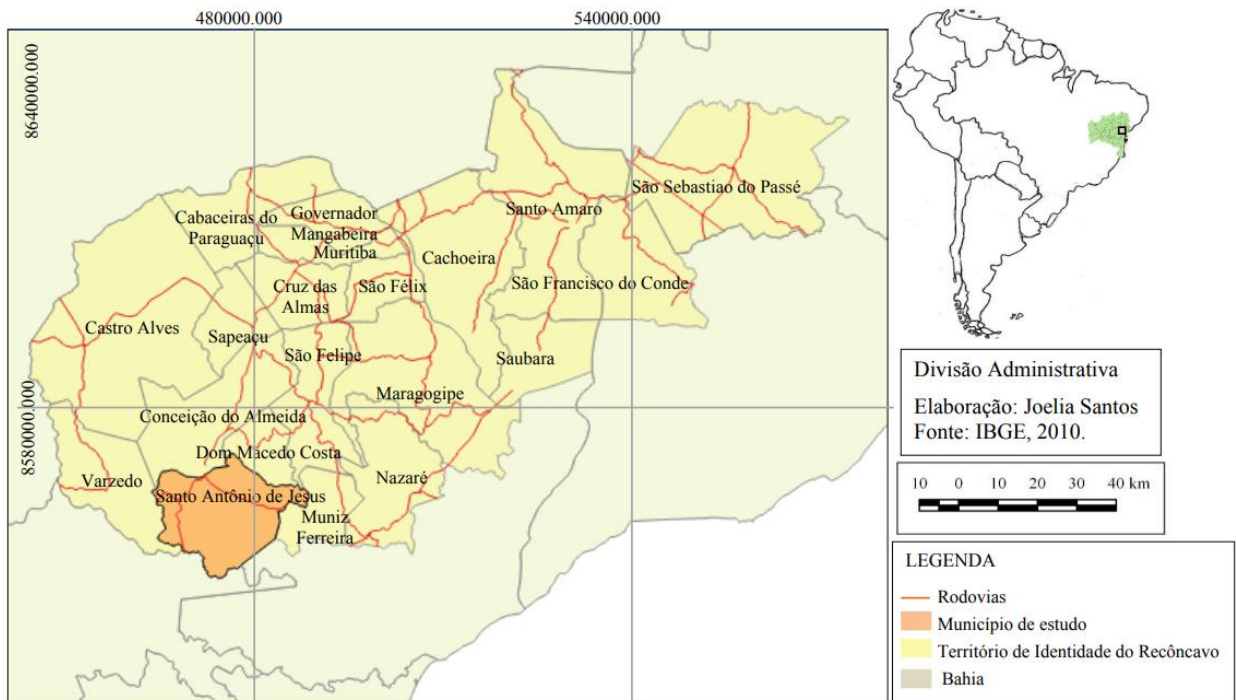 480000.000
540000.000
8640000.000
8580000.000
São Sebastiao do Passé
Cabaceiras do
Paraguaçu
Governador
Mangabeira
Muritiba
Santo Amaro
Cachoeira
Cruz das
Almas
São Félix
São Francisco do Conde
Castro Alves
Sapeaçu
São Felipe
Saubara
Maragogipe
Conceição do Almeida
Dom Macedo Costa
Varzedo
Nazaré
Santo Antônio de Jesus
Muniz
Ferreira
Divisão Administrativa
Elaboração: Joelia Santos
Fonte: IBGE, 2010.
10 0 10 20 30 40 km
LEGENDA
Rodovias
Município de estudo
Território de Identidade do Recôncavo
Bahia